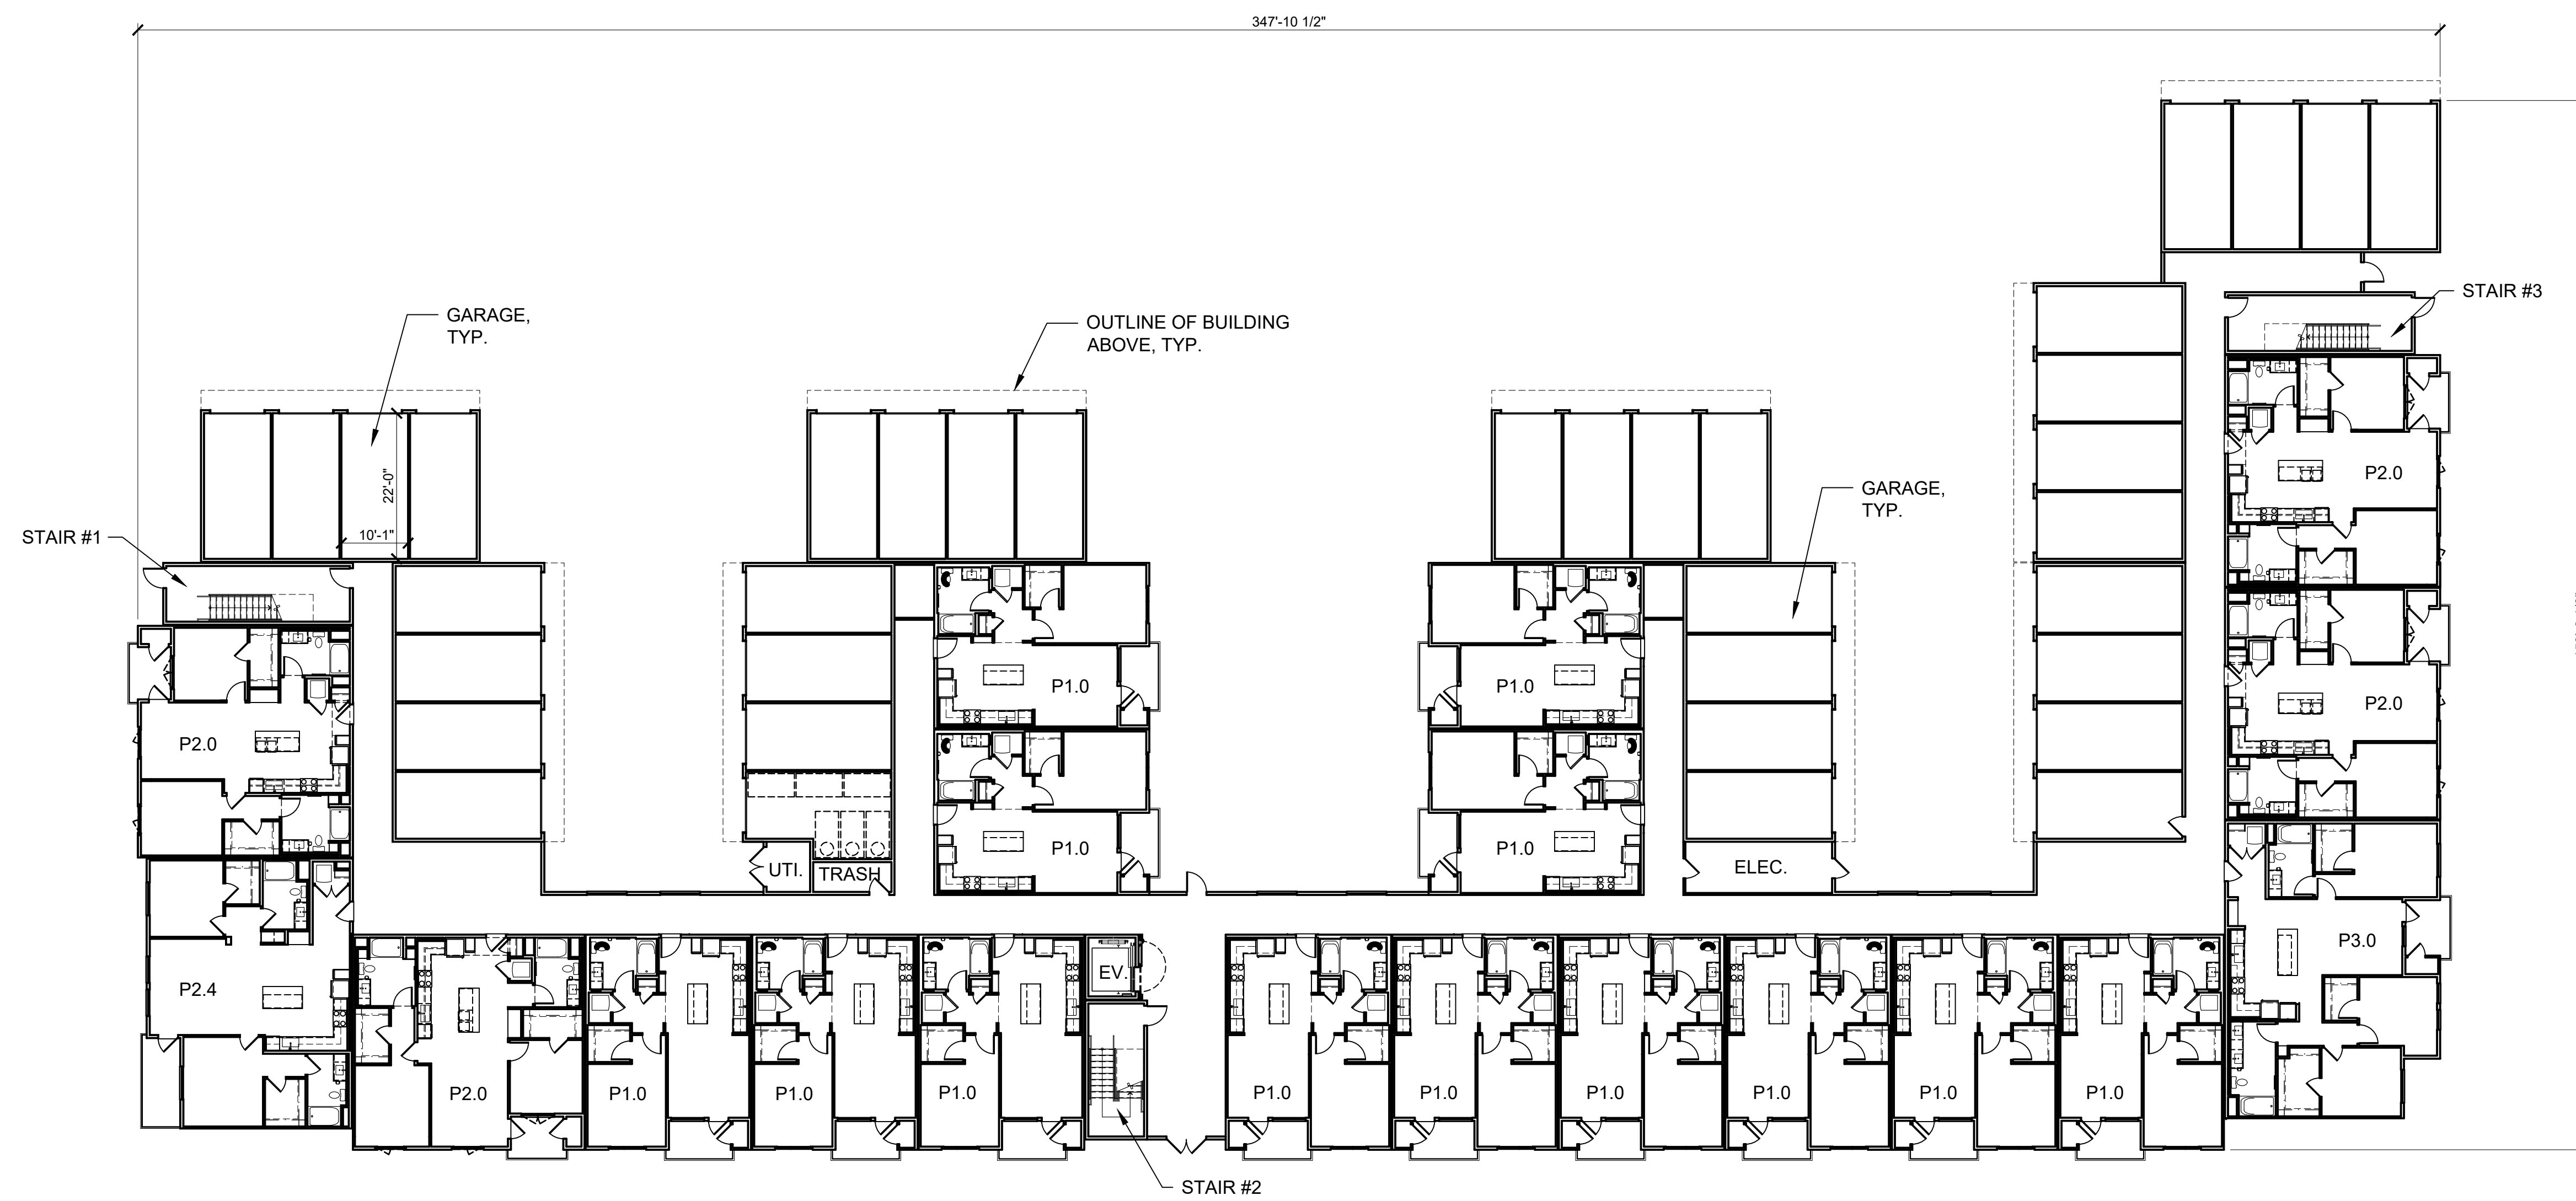 347'-10 1/2"
STAIR #3
GARAGE,
TYP.
OUTLINE OF BUILDING
ABOVE, TYP.
22'-0"
10'-1"
STAIR #1
GARAGE,
TYP.
P2.0
P1.0
P1.0
P2.0
P2.0
P1.0
P1.0
UTI.
TRASH
ELEC.
P2.4
EV.
P3.0
P2.0
P1.0
P1.0
P1.0
P1.0
P1.0
P1.0
P1.0
P1.0
P1.0
STAIR #2